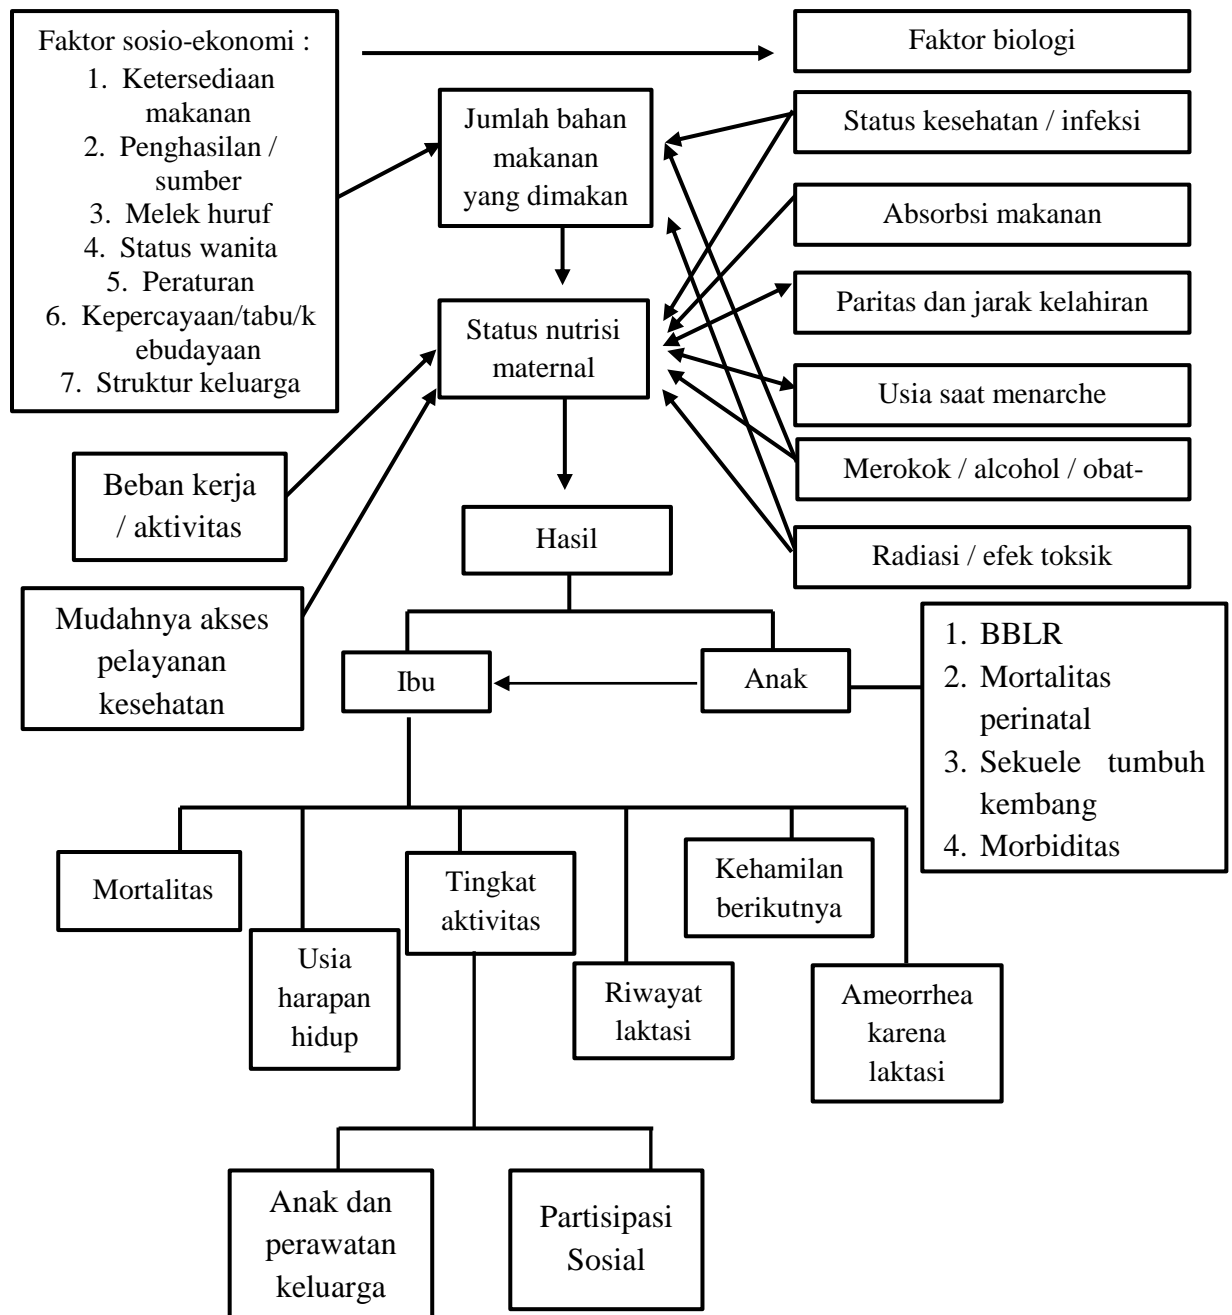 Faktor sosio-ekonomi :
1. Ketersediaan
makanan
2. Penghasilan /
sumber
3. Melek huruf
4. Status wanita
5. Peraturan
6. Kepercayaan/tabu/k
ebudayaan
7. Struktur keluarga
Beban kerja
/ aktivitas
Mudahnya akses
pelayanan
kesehatan
Jumlah bahan
makanan
yang dimakan
Status nutrisi
maternal
Hasil
Faktor biologi
Status kesehatan / infeksi
Absorbsi makanan
Paritas dan jarak kelahiran
Usia saat menarche
Merokok / alcohol / obat-
Radiasi / efek toksik
Ibu
Anak
1. BBLR
2. Mortalitas
perinatal
3. Sekuele tumbuh
kembang
4. Morbiditas
Mortalitas
Usia
harapan
hidup
Tingkat
aktivitas
Riwayat
laktasi
Kehamilan
berikutnya
Ameorrhea
karena
laktasi
Anak dan
perawatan
keluarga
Partisipasi
Sosial